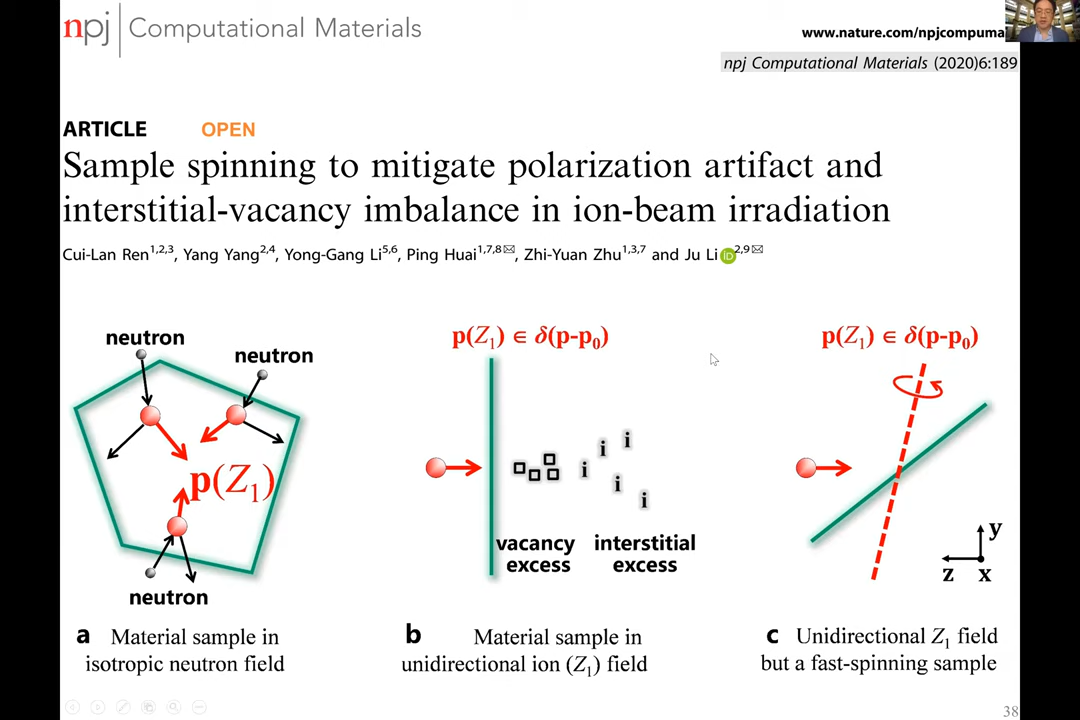 npj Computational Materials
www.nature.com/npjcompuma
npj Computational Materials (2020)6:189
ARTICLE OPEN
Sample spinning to mitigate polarization artifact and
interstitial-vacancy imbalance in ion-beam irradiation
Cui-Lan Ren1,2,3, Yang Yang2,4, Yong-Gang Li5,6, Ping Huai1,7,8✉, Zhi-Yuan Zhu1,3,7 and Ju Li iD 2,9✉
neutron
neutron
p(Z1)
neutron
p(Z1) ∈ δ(p-p0)
i
i
i
i
i
vacancy interstitial
excess excess
p(Z1) ∈ δ(p-p0)
y
z x
a Material sample in
isotropic neutron field
b Material sample in
unidirectional ion (Z1) field
c Unidirectional Z1 field
but a fast-spinning sample
38